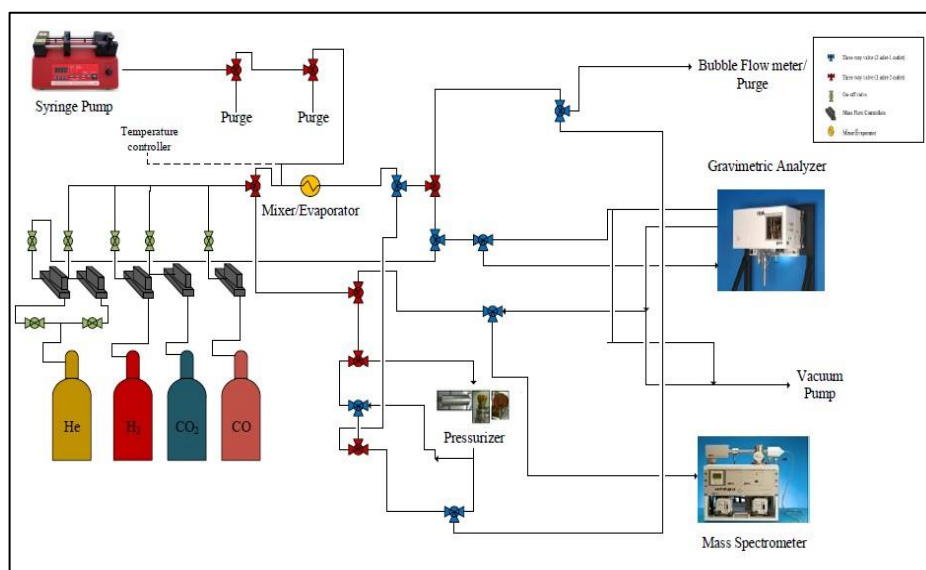 Syringe Pump
Purge
Purge
Temperature
controller
Mixer/Evaporator
Bubble Flow meter/
Purge
Three way valve (2 inlet-1 outlet)
Three way valve (1 inlet-2 outlet)
On-off valve
Mass Flow Controllers
Mixer/Evaporator
Gravimetric Analyzer
Vacuum
Pump
Pressurizer
He
H₂
CO₂
CO
Mass Spectrometer